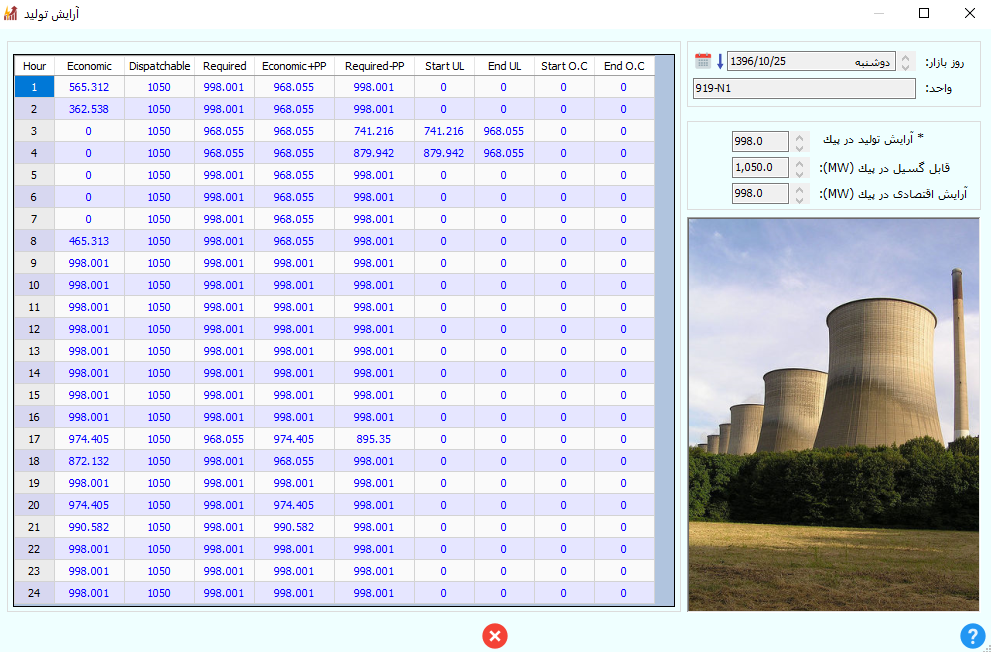 آرایش تولید
Hour Economic Dispatchable Required Economic+PP Required-PP Start UL End UL Start O.C End O.C
1 565.312 1050 998.001 968.055 998.001 0 0 0 0
2 362.538 1050 998.001 968.055 998.001 0 0 0 0
3 0 1050 968.055 968.055 741.216 741.216 968.055 0 0
4 0 1050 968.055 968.055 879.942 879.942 968.055 0 0
5 0 1050 998.001 968.055 998.001 0 0 0 0
6 0 1050 998.001 968.055 998.001 0 0 0 0
7 0 1050 998.001 968.055 998.001 0 0 0 0
8 465.313 1050 998.001 968.055 998.001 0 0 0 0
9 998.001 1050 998.001 998.001 998.001 0 0 0 0
10 998.001 1050 998.001 998.001 998.001 0 0 0 0
11 998.001 1050 998.001 998.001 998.001 0 0 0 0
12 998.001 1050 998.001 998.001 998.001 0 0 0 0
13 998.001 1050 998.001 998.001 998.001 0 0 0 0
14 998.001 1050 998.001 998.001 998.001 0 0 0 0
15 998.001 1050 998.001 998.001 998.001 0 0 0 0
16 998.001 1050 998.001 998.001 998.001 0 0 0 0
17 974.405 1050 968.055 974.405 895.35 0 0 0 0
18 872.132 1050 998.001 968.055 998.001 0 0 0 0
19 998.001 1050 998.001 998.001 998.001 0 0 0 0
20 974.405 1050 998.001 974.405 998.001 0 0 0 0
21 990.582 1050 998.001 990.582 998.001 0 0 0 0
22 998.001 1050 998.001 998.001 998.001 0 0 0 0
23 998.001 1050 998.001 998.001 998.001 0 0 0 0
24 998.001 1050 998.001 998.001 998.001 0 0 0 0
روز بازار: دوشنبه 1396/10/25
واحد: 919-N1
* آرایش تولید در پیک 998.0
قابل گسیل در پیک (MW): 1,050.0
آرایش اقتصادی در پیک (MW): 998.0
?